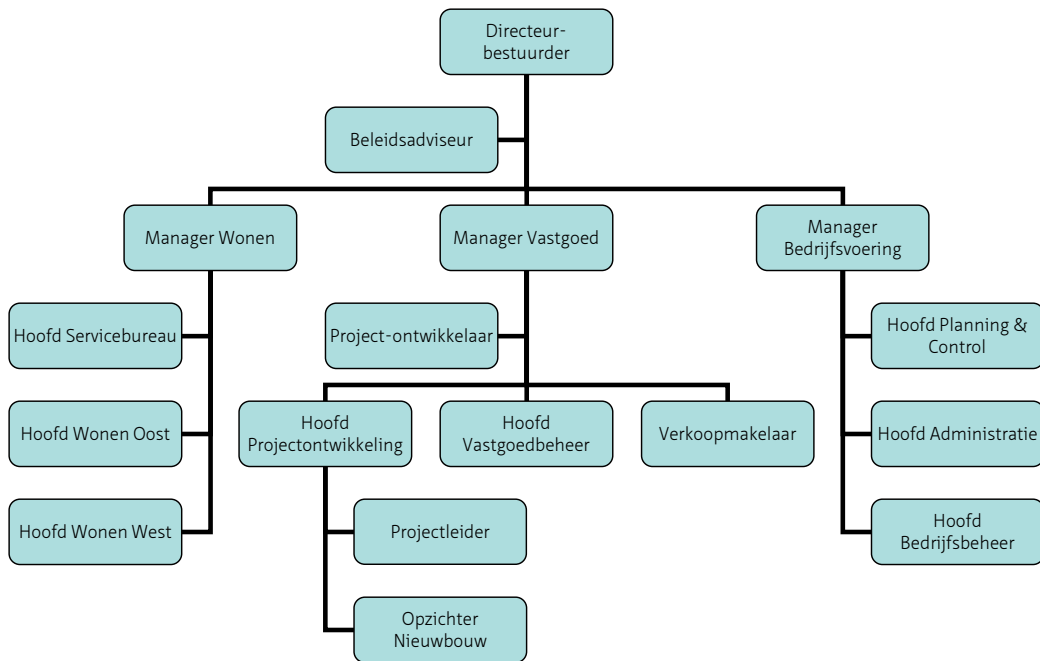 Directeur-
bestuurder
Beleidsadviseur
Manager Wonen
Manager Vastgoed
Manager
Bedrijfsvoering
Hoofd Servicebureau
Project-ontwikkelaar
Hoofd Planning &
Control
Hoofd Wonen Oost
Hoofd
Projectontwikkeling
Hoofd
Vastgoedbeheer
Verkoopmakelaar
Hoofd Administratie
Hoofd Wonen West
Projectleider
Hoofd
Bedrijfsbeheer
Opzichter
Nieuwbouw